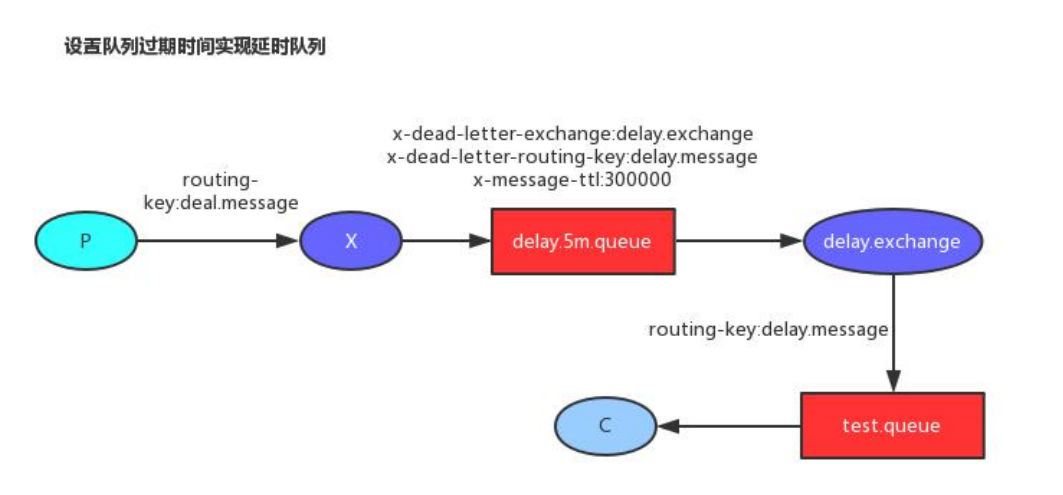 设置队列过期时间实现延时队列
x-dead-letter-exchange:delay.exchange
x-dead-letter-routing-key:delay.message
x-message-ttl:300000
routing-
key:deal.message
P
X
delay.5m.queue
delay.exchange
routing-key:delay.message
C
test.queue